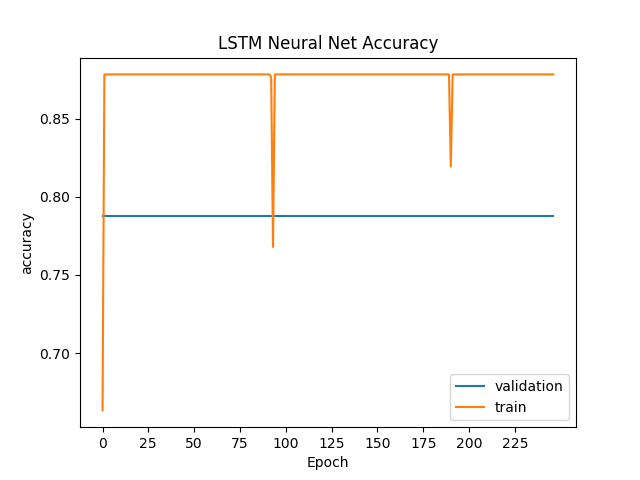 LSTM Neural Net Accuracy
accuracy
0.85
0.80
0.75
0.70
validation
train
0 25 50 75 100 125 150 175 200 225
Epoch